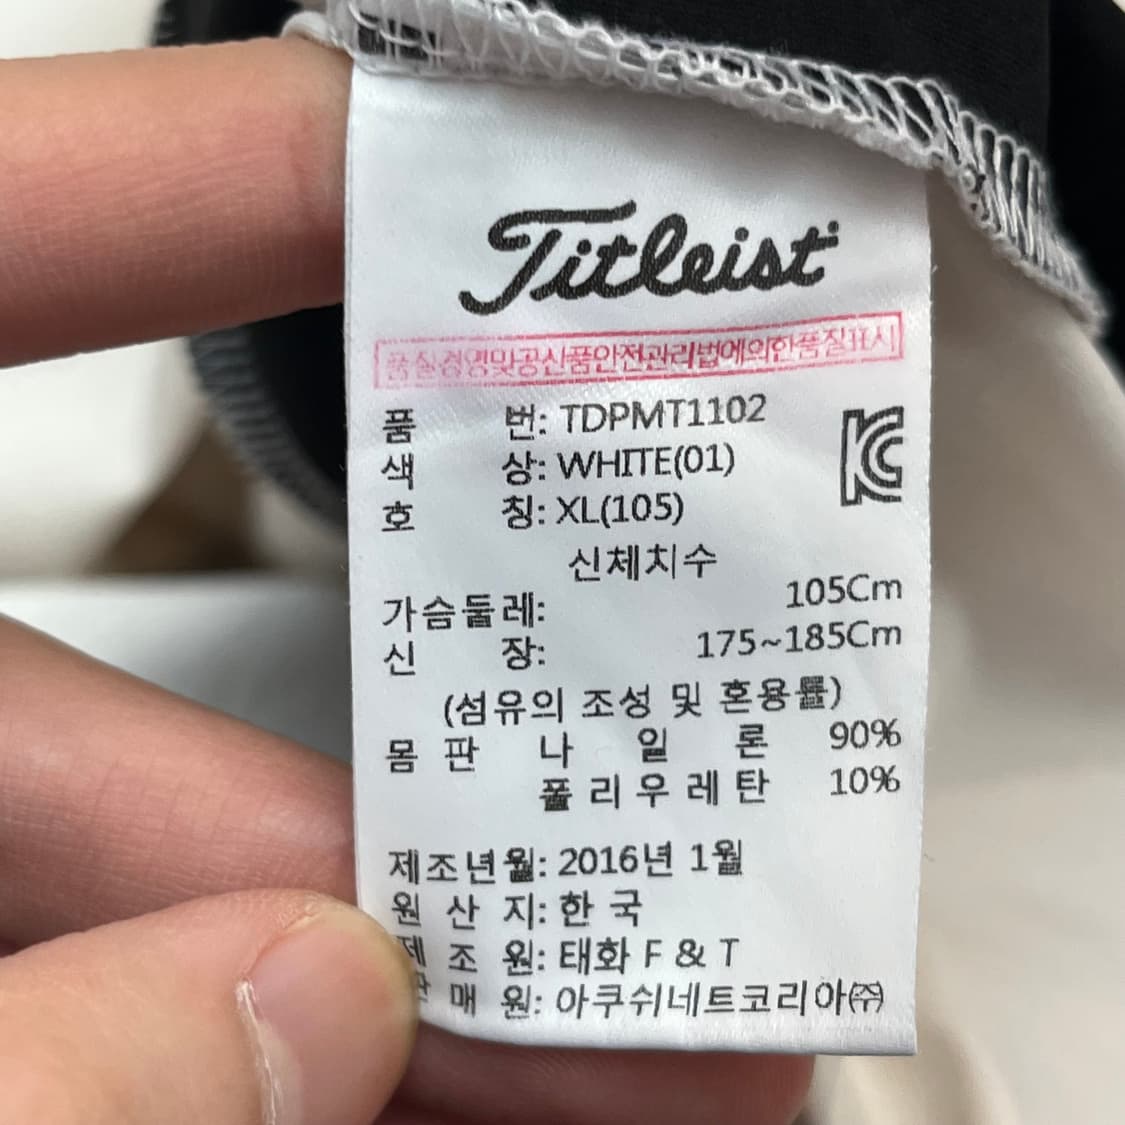 Titleist
품질경영및공산품안전관리법에의한품질표시
품 번: TDPMT1102
색 상: WHITE(01)
호 칭: XL(105)
신체치수
가슴둘레: 105Cm
신 장: 175~185Cm
(섬유의 조성 및 혼용률)
몸 판 나 일 론 90%
폴 리 우 레 탄 10%
제조년월: 2016년 1월
원 산 지: 한 국
제 조 원: 태화 F & T
판 매 원: 아쿠쉬네트코리아㈜